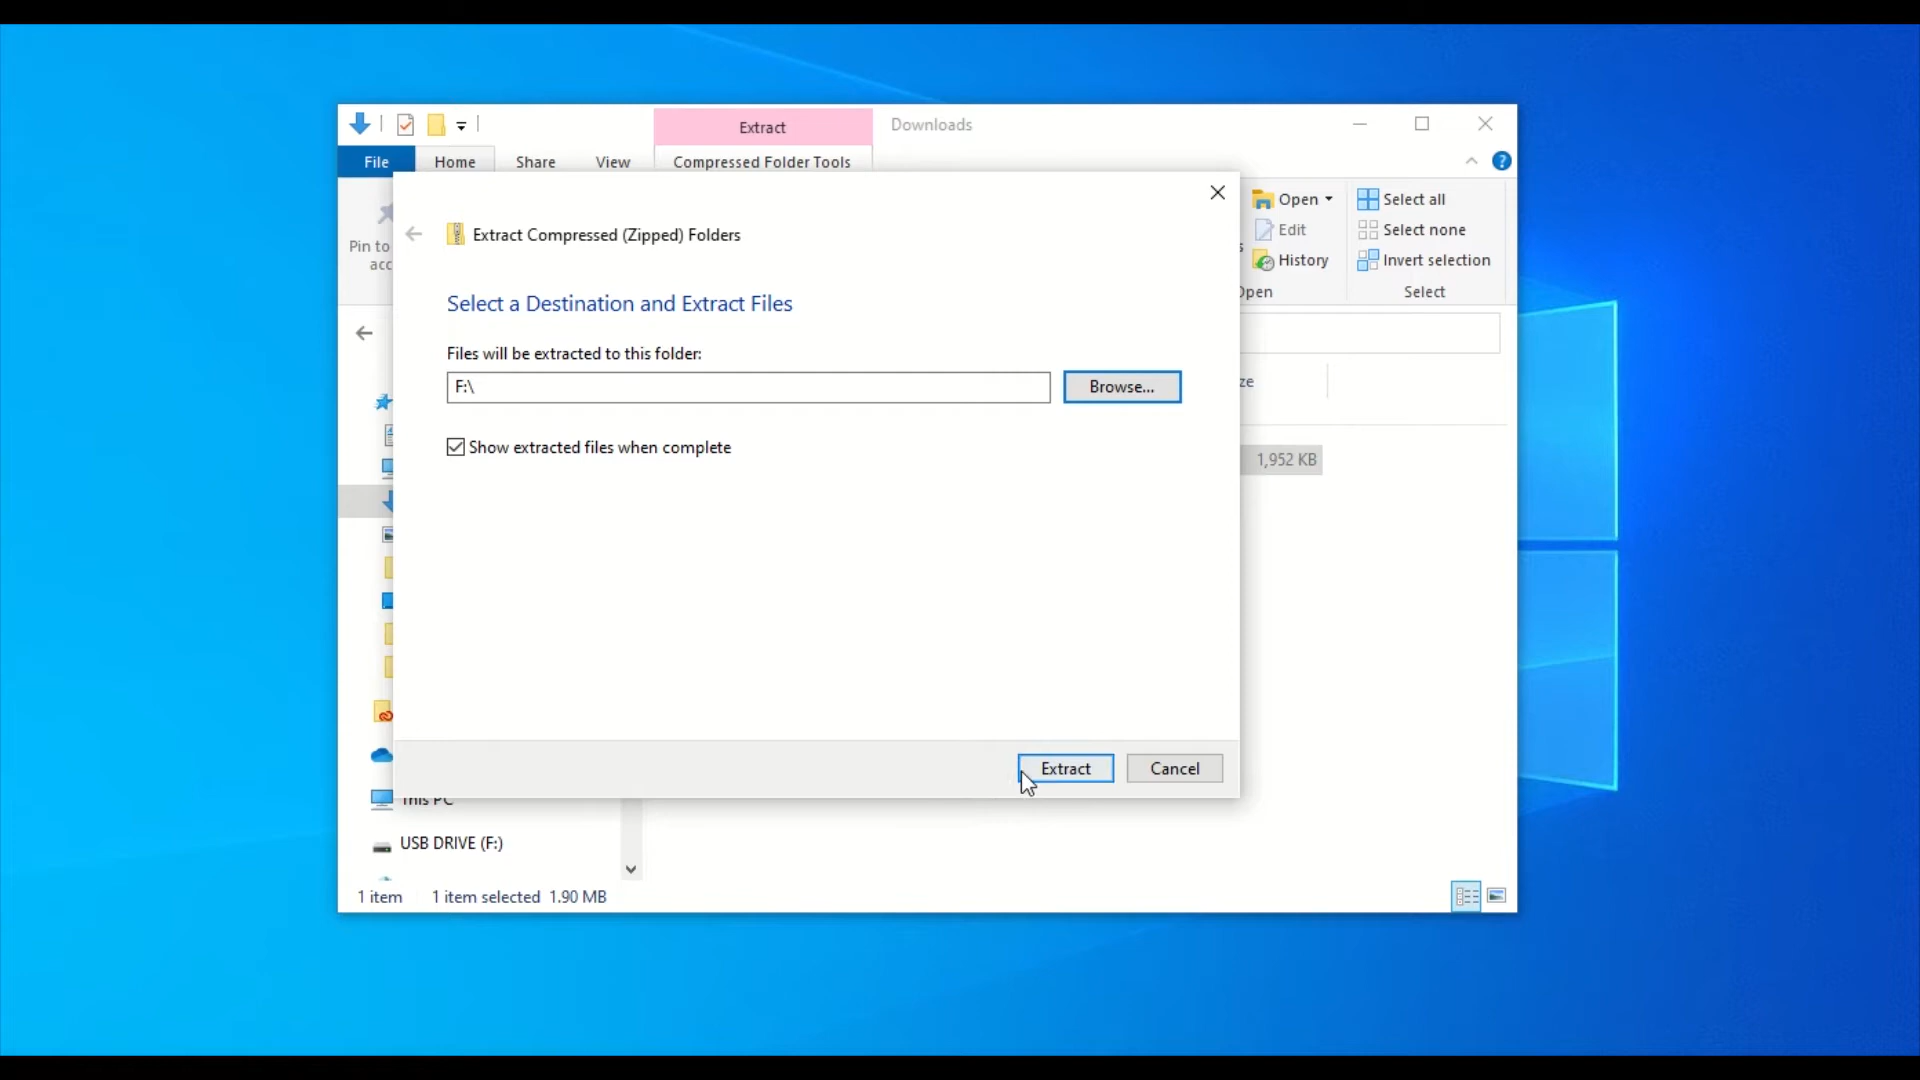 Extract
Downloads
File
Home
Share
View
Compressed Folder Tools
Pin to
acc
Open
Select all
Edit
Select none
History
Invert selection
Open
Select
Extract Compressed (Zipped) Folders
Select a Destination and Extract Files
Files will be extracted to this folder:
F:\
Browse...
ze
Show extracted files when complete
1,952 KB
Extract
Cancel
This PC
USB DRIVE (F:)
1 item
1 item selected 1.90 MB